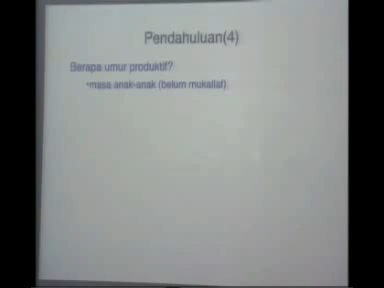 Pendahuluan(4)
Berapa umur produktif?
•masa anak-anak (belum mukallaf)